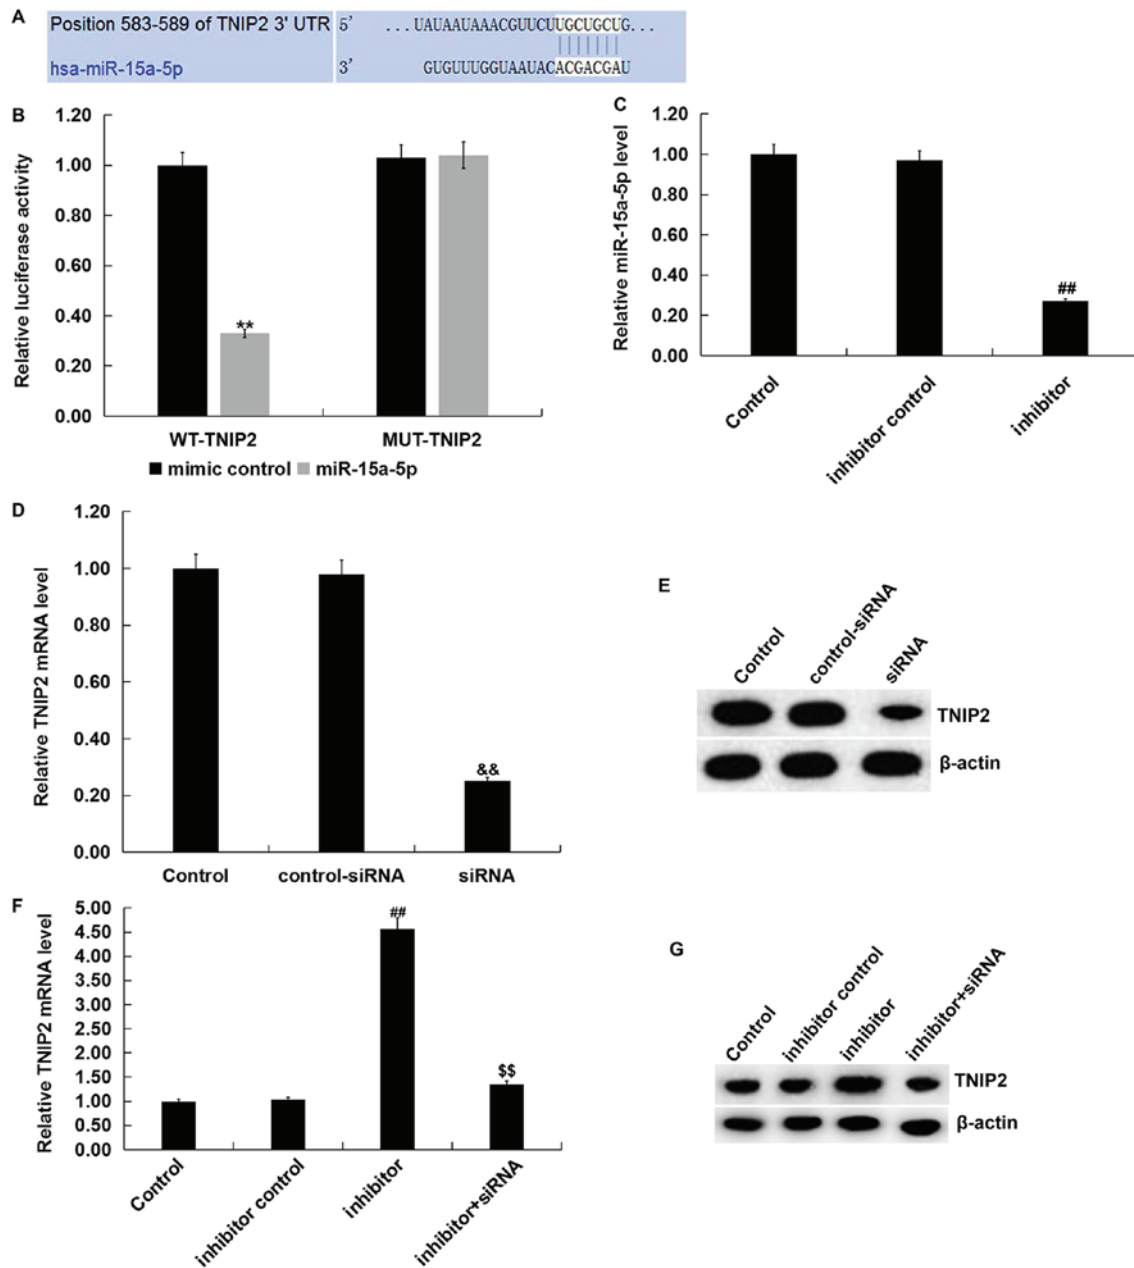 A
Position 583-589 of TNIP2 3' UTR 5' ...UAUAAUAAACGUUCUUUGCUGCUG...
hsa-miR-15a-5p 3' GUGUUUGGUAAUACACGACGAU
B
1.20
1.00
0.80
0.60
0.40
0.20
0.00
Relative luciferase activity
**
WT-TNIP2 MUT-TNIP2
mimic control miR-15a-5p
C
1.20
1.00
0.80
0.60
0.40
0.20
0.00
Relative miR-15a-5p level
##
Control
inhibitor control
inhibitor
D
1.20
1.00
0.80
0.60
0.40
0.20
0.00
Relative TNIP2 mRNA level
&&
Control control-siRNA siRNA
E
Control
control-siRNA
siRNA
TNIP2
β-actin
F
5.00
4.50
4.00
3.50
3.00
2.50
2.00
1.50
1.00
0.50
0.00
Relative TNIP2 mRNA level
##
$$
Control
inhibitor control
inhibitor
inhibitor+siRNA
G
Control
inhibitor control
inhibitor
inhibitor+siRNA
TNIP2
β-actin